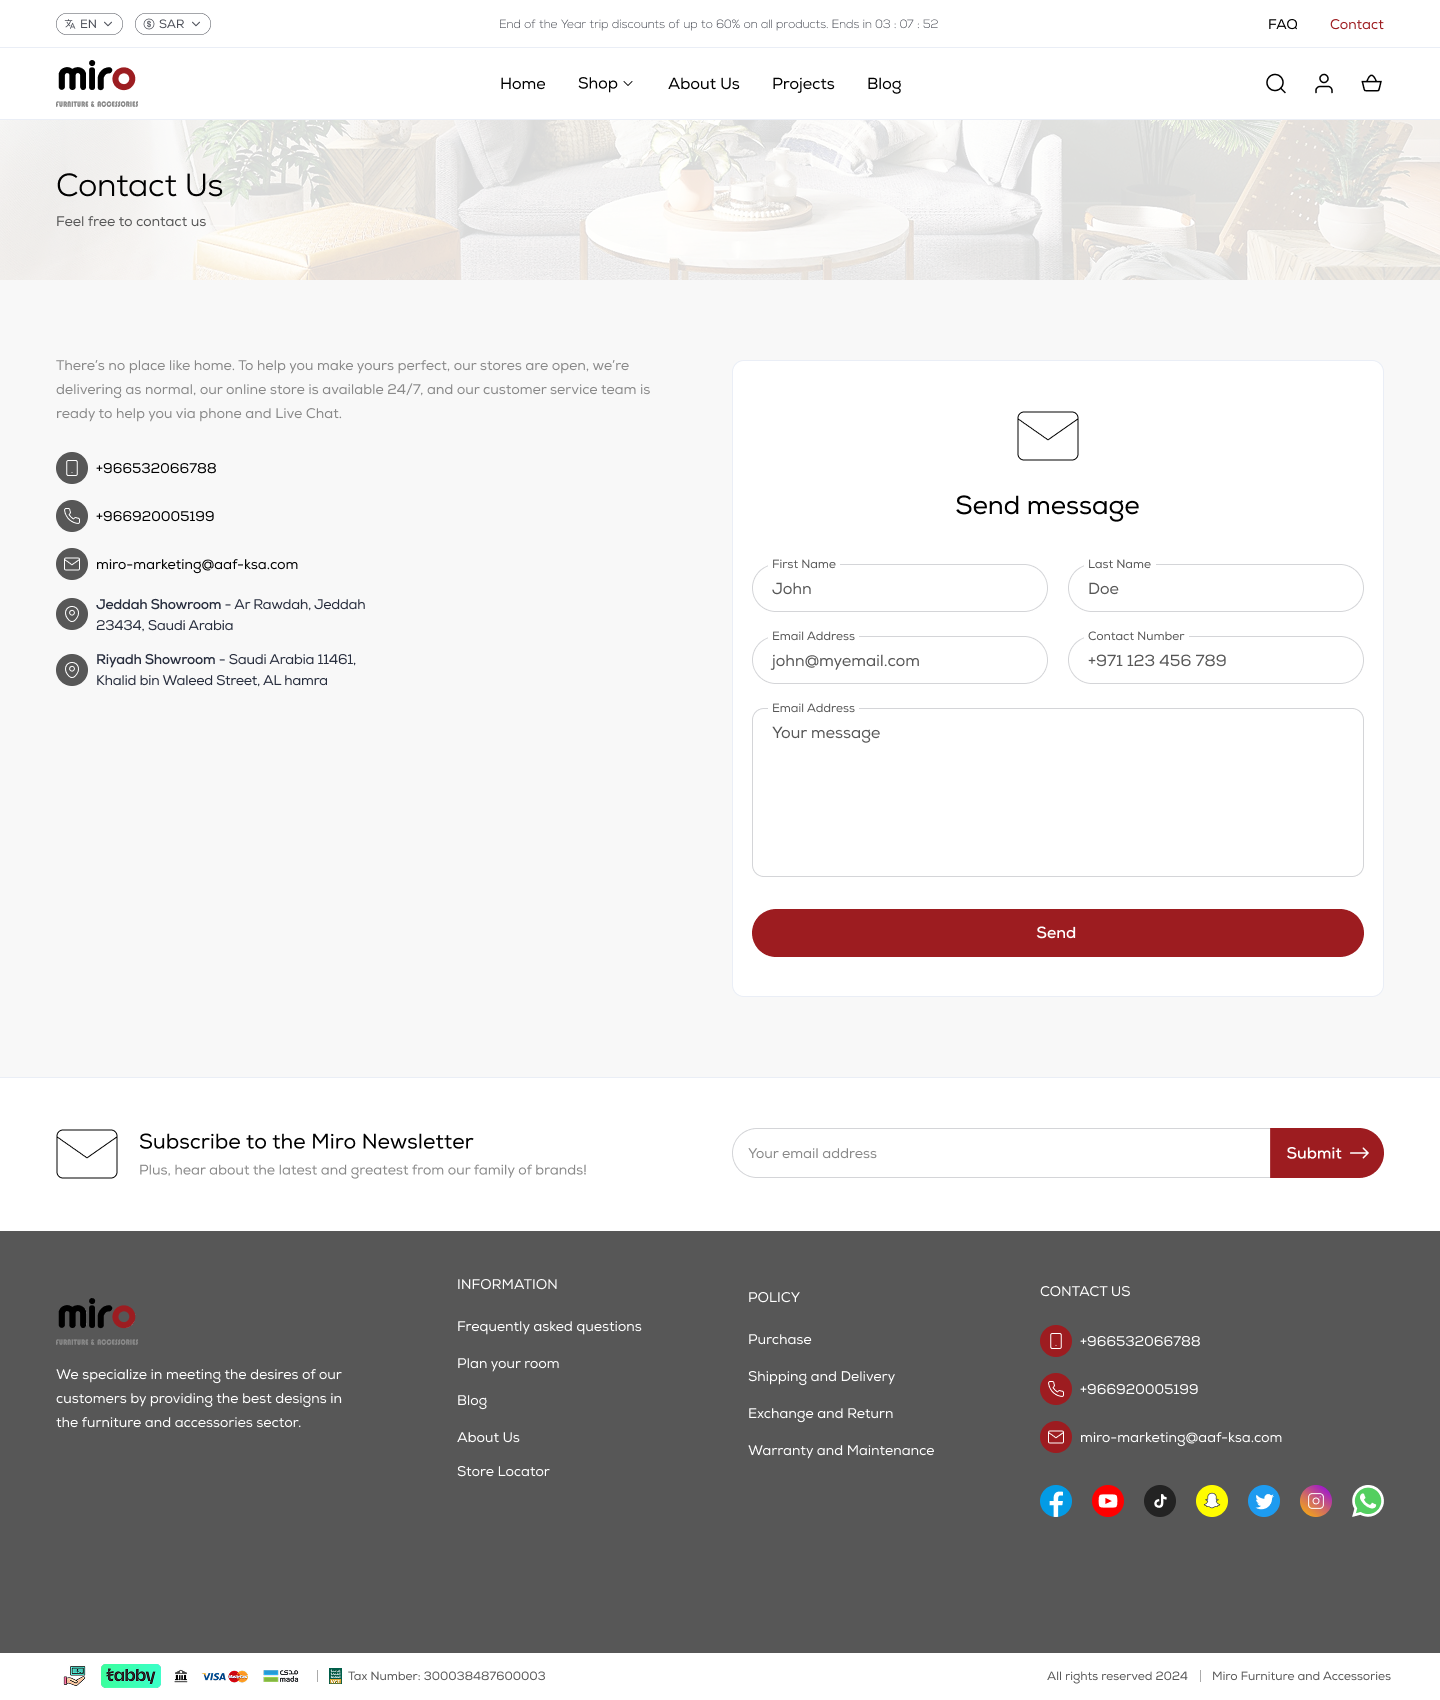 EN
SAR
End of the Year trip discounts of up to 60% on all products. Ends in 03 : 07 : 52
FAQ
Contact
miro
FURNITURE & ACCESSORIES
Home
Shop
About Us
Projects
Blog
Contact Us
Feel free to contact us
There's no place like home. To help you make yours perfect, our stores are open, we're
delivering as normal, our online store is available 24/7, and our customer service team is
ready to help you via phone and Live Chat.
+966532066788
+966920005199
miro-marketing@aaf-ksa.com
Jeddah Showroom - Ar Rawdah, Jeddah
23434, Saudi Arabia
Riyadh Showroom - Saudi Arabia 11461,
Khalid bin Waleed Street, AL hamra
Send message
First Name
John
Last Name
Doe
Email Address
john@myemail.com
Contact Number
+971 123 456 789
Email Address
Your message
Send
Subscribe to the Miro Newsletter
Plus, hear about the latest and greatest from our family of brands!
Your email address
Submit
miro
FURNITURE & ACCESSORIES
We specialize in meeting the desires of our
customers by providing the best designs in
the furniture and accessories sector.
INFORMATION
Frequently asked questions
Plan your room
Blog
About Us
Store Locator
POLICY
Purchase
Shipping and Delivery
Exchange and Return
Warranty and Maintenance
CONTACT US
+966532066788
+966920005199
miro-marketing@aaf-ksa.com
tabby
VISA
MasterCard
مدى
mada
Tax Number: 300038487600003
All rights reserved 2024
Miro Furniture and Accessories